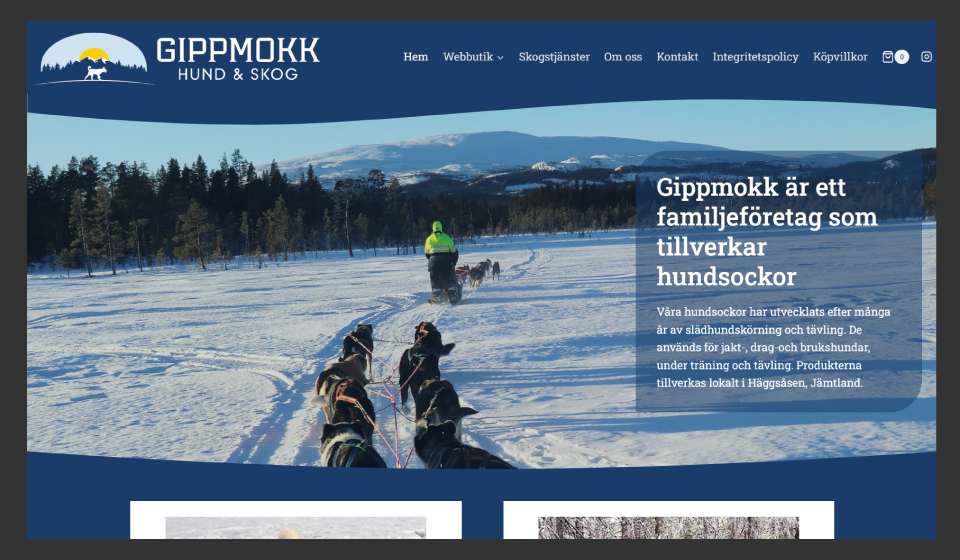 GIPPMOKK
HUND & SKOG
Hem Webbutik Skogstjänster Om oss Kontakt Integritetspolicy Köpvillkor 0
Gippmokk är ett
familjeföretag som
tillverkar
hundsockor
Våra hundsockor har utvecklats efter många
år av slädhundskörning och tävling. De
används för jakt-, drag-och brukshundar,
under träning och tävling. Produkterna
tillverkas lokalt i Häggsåsen, Jämtland.